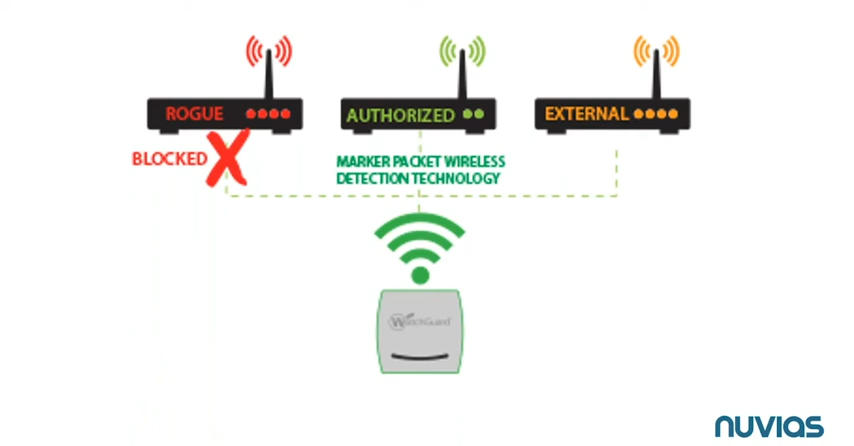 ROGUE
AUTHORIZED
EXTERNAL
BLOCKED
MARKER PACKET WIRELESS
DETECTION TECHNOLOGY
WatchGuard
nuvias